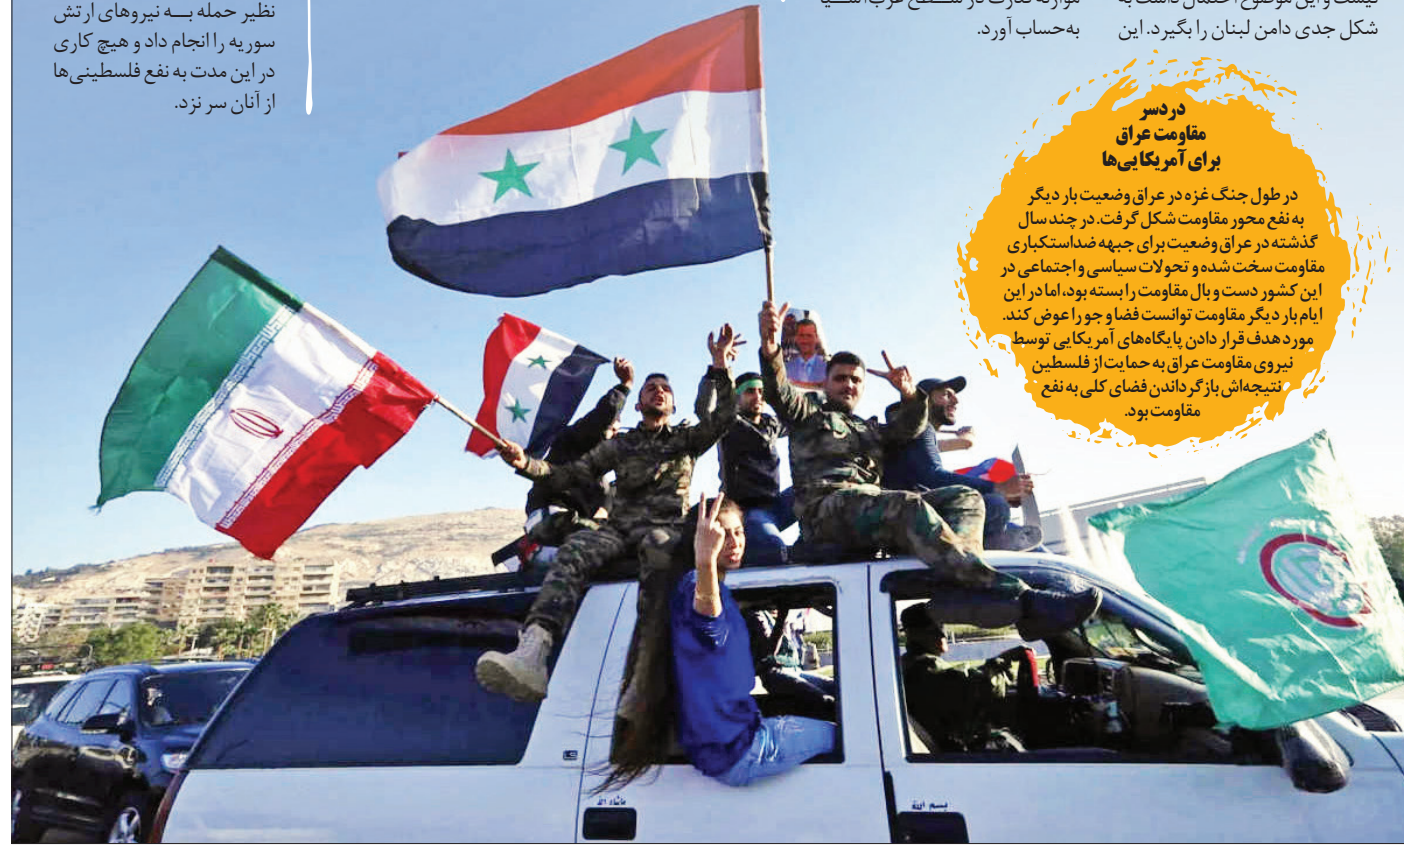 شکل جدی دامن لبنان را بگیرد. این
به‌حساب آورد.
نظیر حمله بـــه نیروهای ارتش
سوریه را انجام داد و هیچ کاری
در این مدت به نفع فلسطینی‌ها
از آنان سر نزد.
دردسر
مقاومت عراق
برای آمریکایی‌ها
در طول جنگ غزه در عراق وضعیت بار دیگر
به نفع محور مقاومت شکل گرفت. در چند سال
گذشته در عراق وضعیت برای جبهه ضداستکباری
مقاومت سخت شده و تحولات سیاسی و اجتماعی در
این کشور دست و بال مقاومت را بسته بود، اما در این
ایام بار دیگر مقاومت توانست فضا و جو را عوض کند.
مورد هدف قرار دادن پایگاه‌های آمریکایی توسط
نیروی مقاومت عراق به حمایت از فلسطین
نتیجه‌اش بازگرداندن فضای کلی به نفع
مقاومت بود.
ماشاء الله
بسم الله
LS